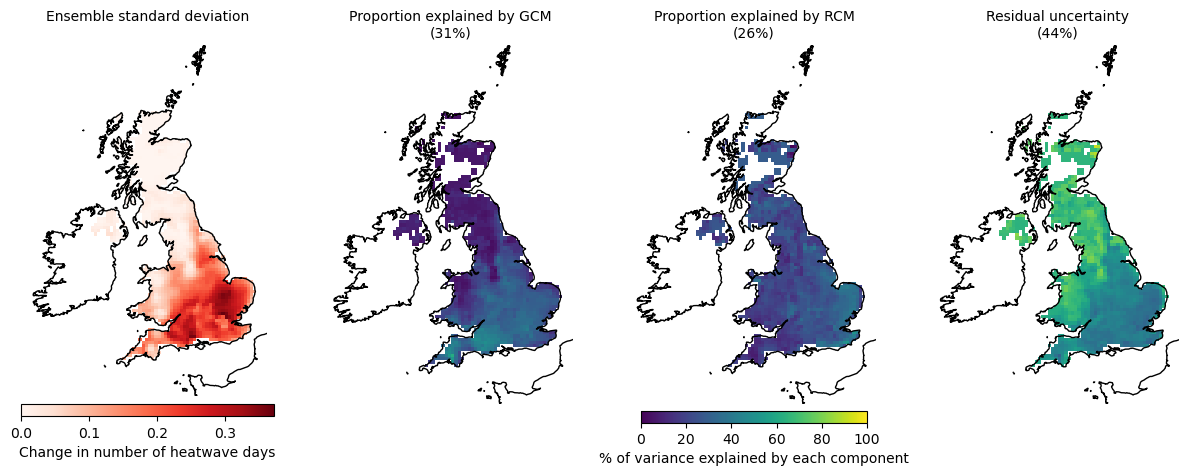 Ensemble standard deviation
Proportion explained by GCM
(31%)
Proportion explained by RCM
(26%)
Residual uncertainty
(44%)
0.0 0.1 0.2 0.3
Change in number of heatwave days
0 20 40 60 80 100
% of variance explained by each component